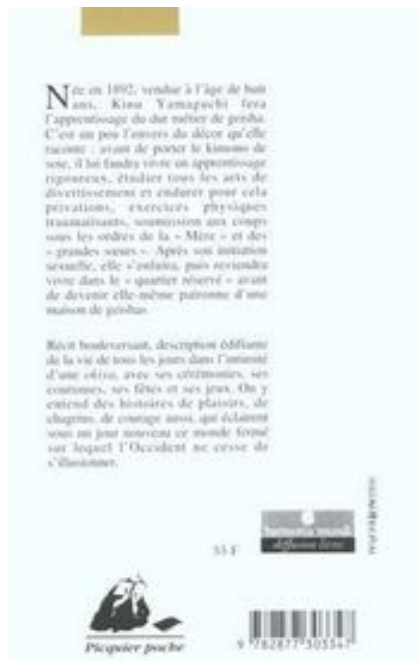 Née en 1892, vendue à l'âge de huit
ans, Kinu Yamaguchi fera
l'apprentissage du dur métier de geisha.
C'est un peu l'envers du décor qu'elle
raconte : avant de porter le kimono de
soie, il lui faudra vivre un apprentissage
rigoureux, étudier tous les arts de
divertissement et endurer pour cela
privations, exercices physiques
traumatisants, soumission aux coups
sous les ordres de la « Mère » et des
« grandes sœurs ». Après son initiation
sexuelle, elle s'enfuira, puis reviendra
vivre dans le « quartier réservé » avant
de devenir elle-même patronne d'une
maison de geishas.
Récit bouleversant, description édifiante
de la vie de tous les jours dans l'intimité
d'une okiya, avec ses cérémonies, ses
coutumes, ses fêtes et ses jeux. On y
entend des histoires de plaisirs, de
chagrins, de courage aussi, qui éclairent
sous un jour nouveau ce monde fermé
sur lequel l'Occident ne cesse de
s'illusionner.
55 F
diffusion livre
Picquier poche
9 782877 303347